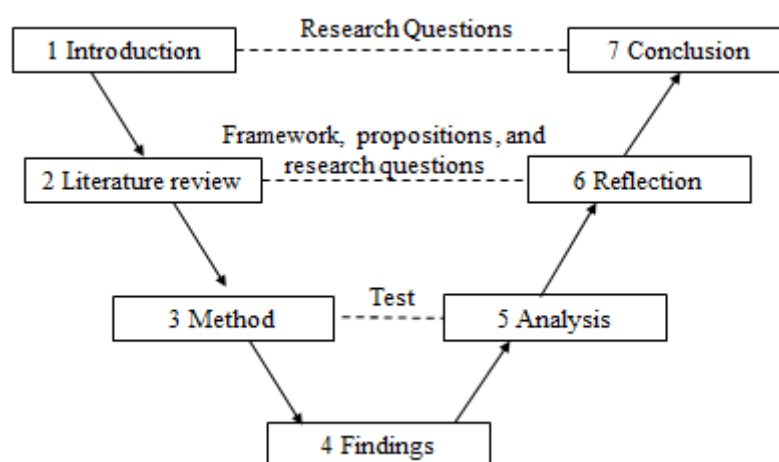 Research Questions
1 Introduction
7 Conclusion
Framework, propositions, and
research questions
2 Literature review
6 Reflection
Test
3 Method
5 Analysis
4 Findings